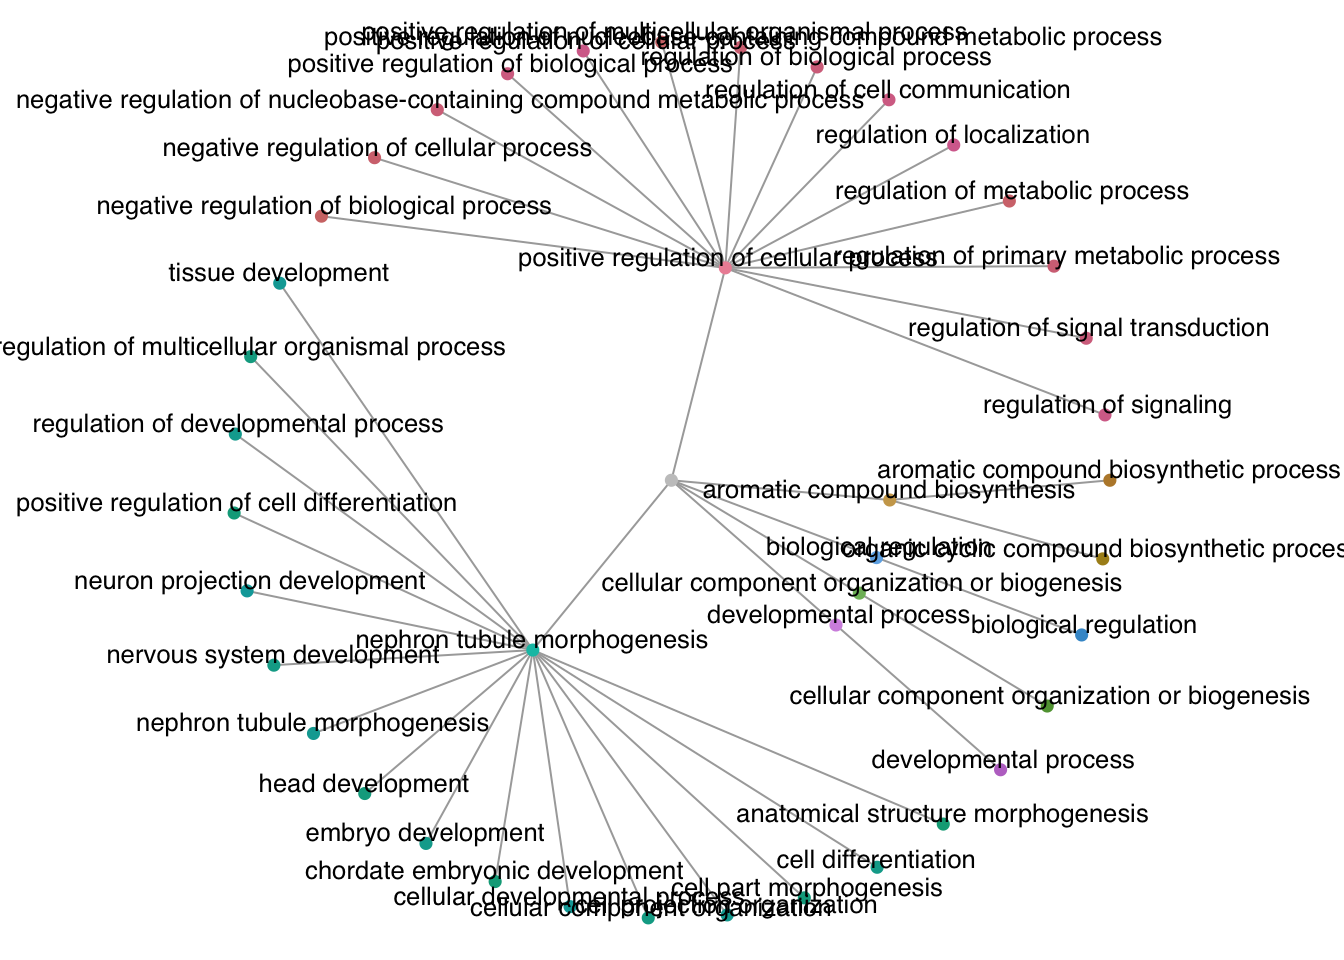 positive regulation of multicellular organismal process
positive regulation of nucleobase-containing compound metabolic process
positive regulation of cellular process
regulation of biological process
positive regulation of biological process
regulation of cell communication
negative regulation of nucleobase-containing compound metabolic process
regulation of localization
negative regulation of cellular process
regulation of metabolic process
negative regulation of biological process
positive regulation of cellular process
regulation of primary metabolic process
tissue development
regulation of signal transduction
regulation of multicellular organismal process
regulation of signaling
regulation of developmental process
aromatic compound biosynthetic process
aromatic compound biosynthesis
positive regulation of cell differentiation
biological regulation
organic cyclic compound biosynthetic proces
neuron projection development
cellular component organization or biogenesis
developmental process
biological regulation
nephron tubule morphogenesis
nervous system development
cellular component organization or biogenesis
nephron tubule morphogenesis
developmental process
head development
anatomical structure morphogenesis
embryo development
cell differentiation
chordate embryonic development
cell part morphogenesis
cellular developmental process
cell projection organization
cellular component organization